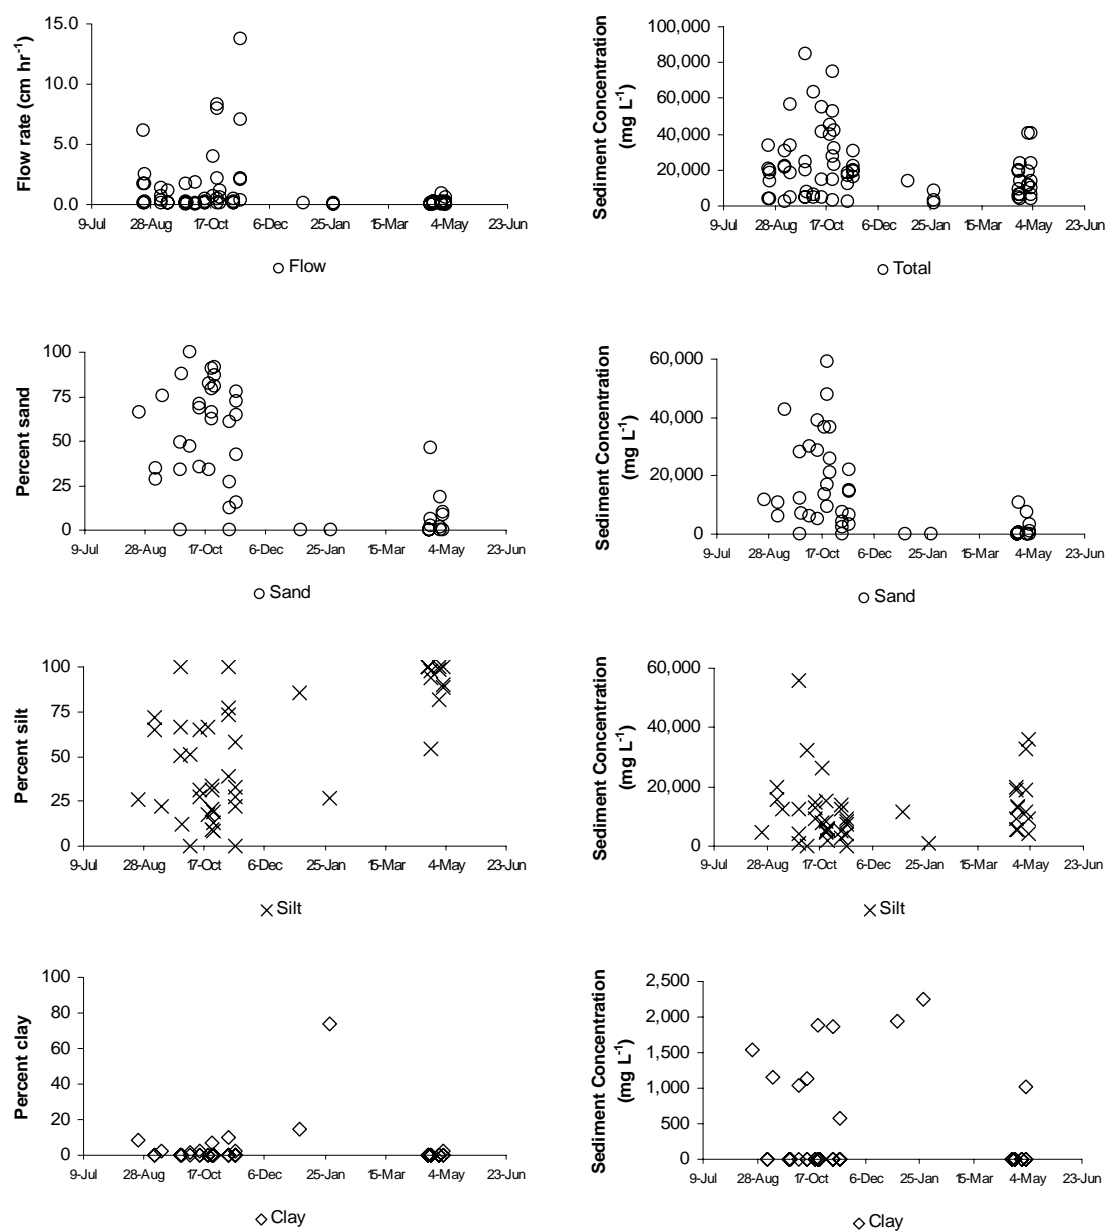 Flow rate (cm hr⁻¹)
15.0
10.0
5.0
0.0
9-Jul 28-Aug 17-Oct 6-Dec 25-Jan 15-Mar 4-May 23-Jun
Flow
Sediment Concentration
(mg L⁻¹)
100,000
80,000
60,000
40,000
20,000
0
9-Jul 28-Aug 17-Oct 6-Dec 25-Jan 15-Mar 4-May 23-Jun
Total
Percent sand
100
75
50
25
0
9-Jul 28-Aug 17-Oct 6-Dec 25-Jan 15-Mar 4-May 23-Jun
Sand
Sediment Concentration
(mg L⁻¹)
60,000
40,000
20,000
0
9-Jul 28-Aug 17-Oct 6-Dec 25-Jan 15-Mar 4-May 23-Jun
Sand
Percent silt
100
75
50
25
0
9-Jul 28-Aug 17-Oct 6-Dec 25-Jan 15-Mar 4-May 23-Jun
Silt
Sediment Concentration
(mg L⁻¹)
60,000
40,000
20,000
0
9-Jul 28-Aug 17-Oct 6-Dec 25-Jan 15-Mar 4-May 23-Jun
Silt
Percent clay
100
80
60
40
20
0
9-Jul 28-Aug 17-Oct 6-Dec 25-Jan 15-Mar 4-May 23-Jun
Clay
Sediment Concentration
(mg L⁻¹)
2,500
2,000
1,500
1,000
500
0
9-Jul 28-Aug 17-Oct 6-Dec 25-Jan 15-Mar 4-May 23-Jun
Clay